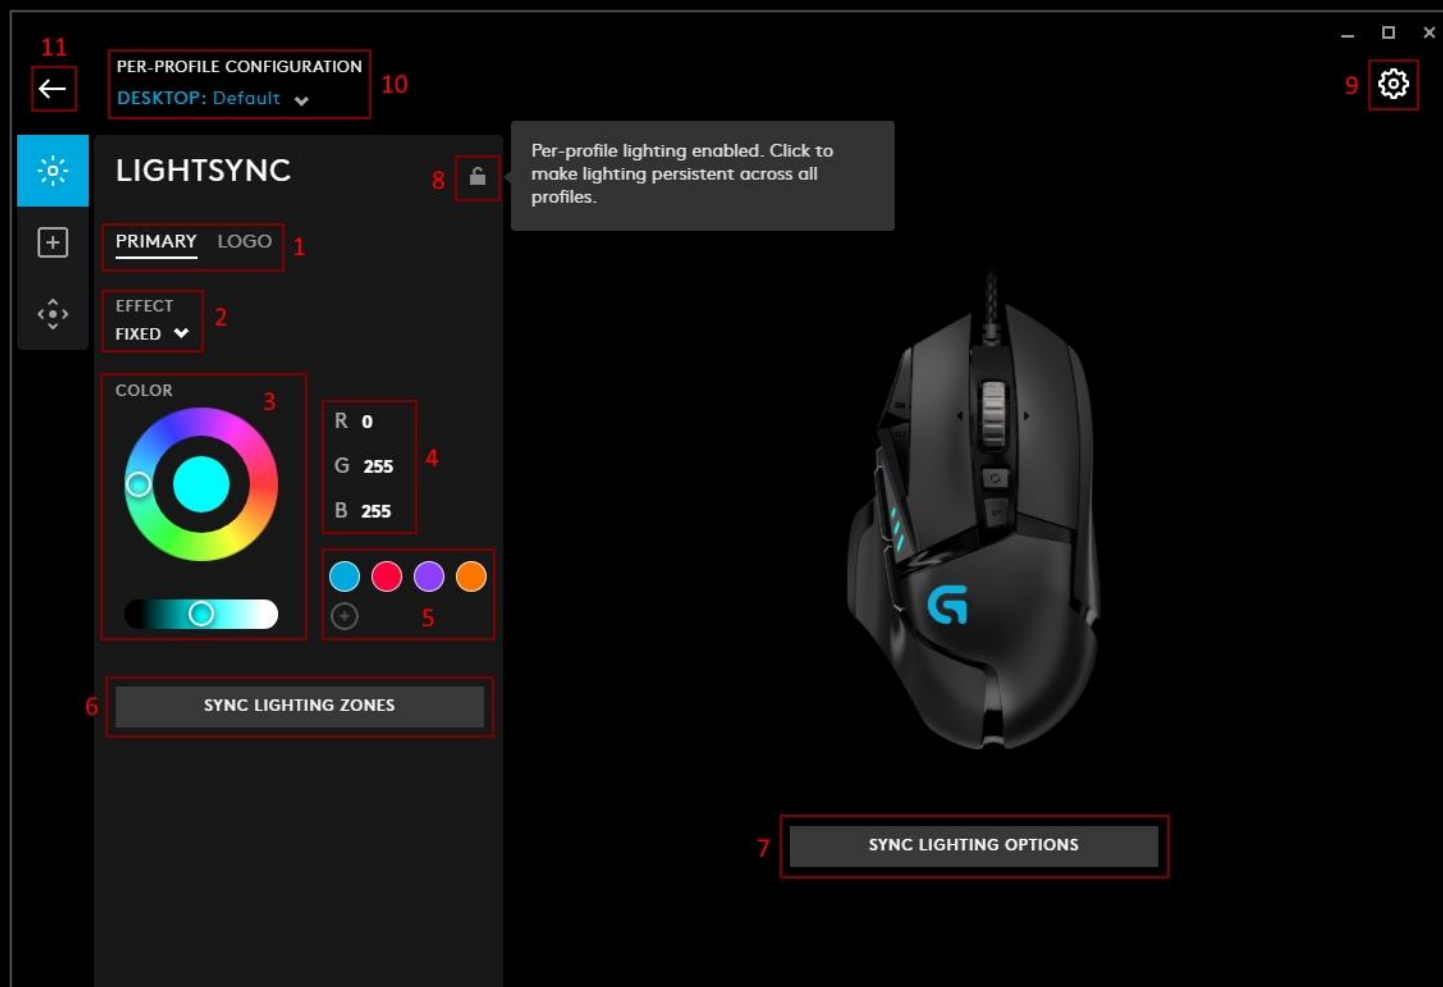 11
PER-PROFILE CONFIGURATION
DESKTOP: Default
10
9
LIGHTSYNC
8
Per-profile lighting enabled. Click to
make lighting persistent across all
profiles.
PRIMARY LOGO
1
EFFECT
FIXED
2
COLOR
3
R 0
G 255
B 255
4
5
6
SYNC LIGHTING ZONES
7
SYNC LIGHTING OPTIONS